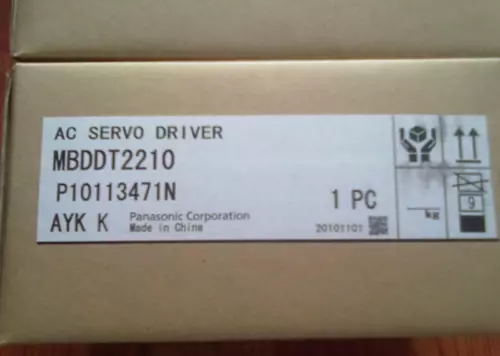 AC SERVO DRIVER
MBDDT2210
P10113471N
1 PC
AYK K
Panasonic Corporation
Made in China
20101101
kg
9